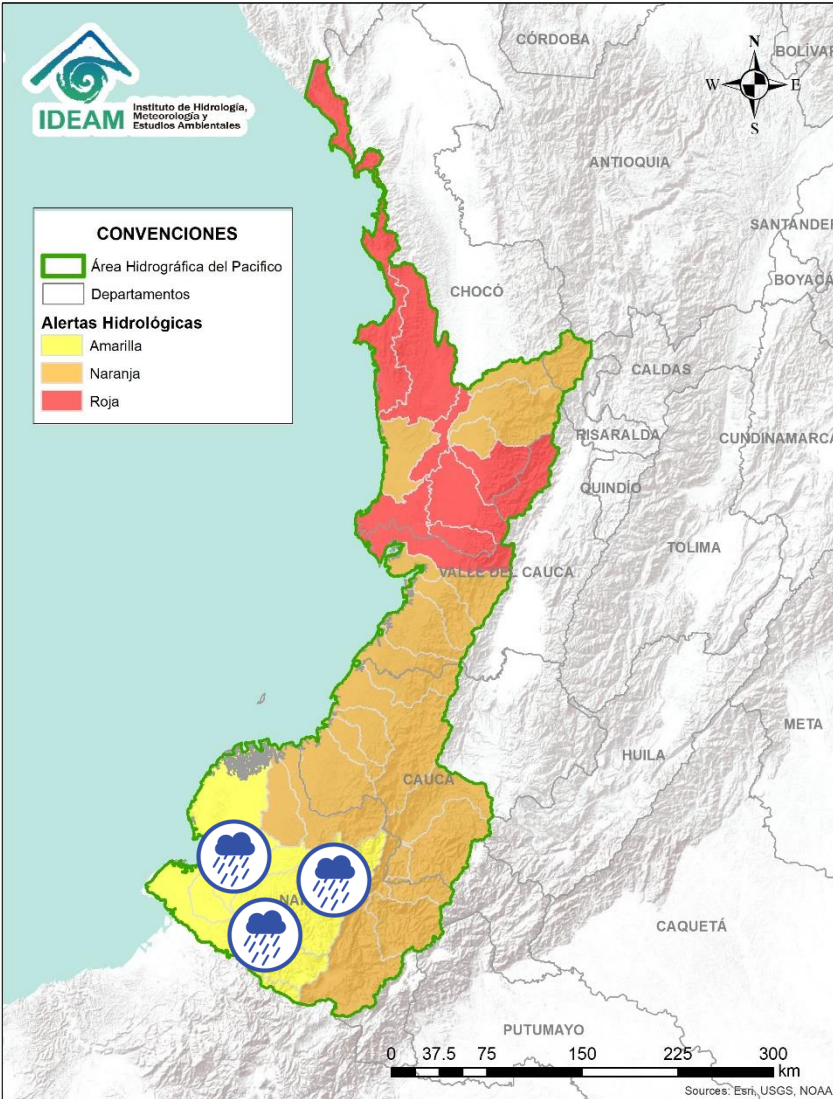 IDEAM
Instituto de Hidrología,
Meteorología y
Estudios Ambientales
CÓRDOBA
BOLÍVAR
N
W
E
S
ANTIOQUIA
SANTANDER
BOYACÁ
CONVENCIONES
Área Hidrográfica del Pacifico
Departamentos
Alertas Hidrológicas
Amarilla
Naranja
Roja
CHOCÓ
CALDAS
RISARALDA
CUNDINAMARCA
QUINDÍO
TOLIMA
VALLE DEL CAUCA
META
HUILA
CAUCA
NA
CAQUETÁ
PUTUMAYO
0 37.5 75 150 225 300
km
Sources: Esri, USGS, NOAA